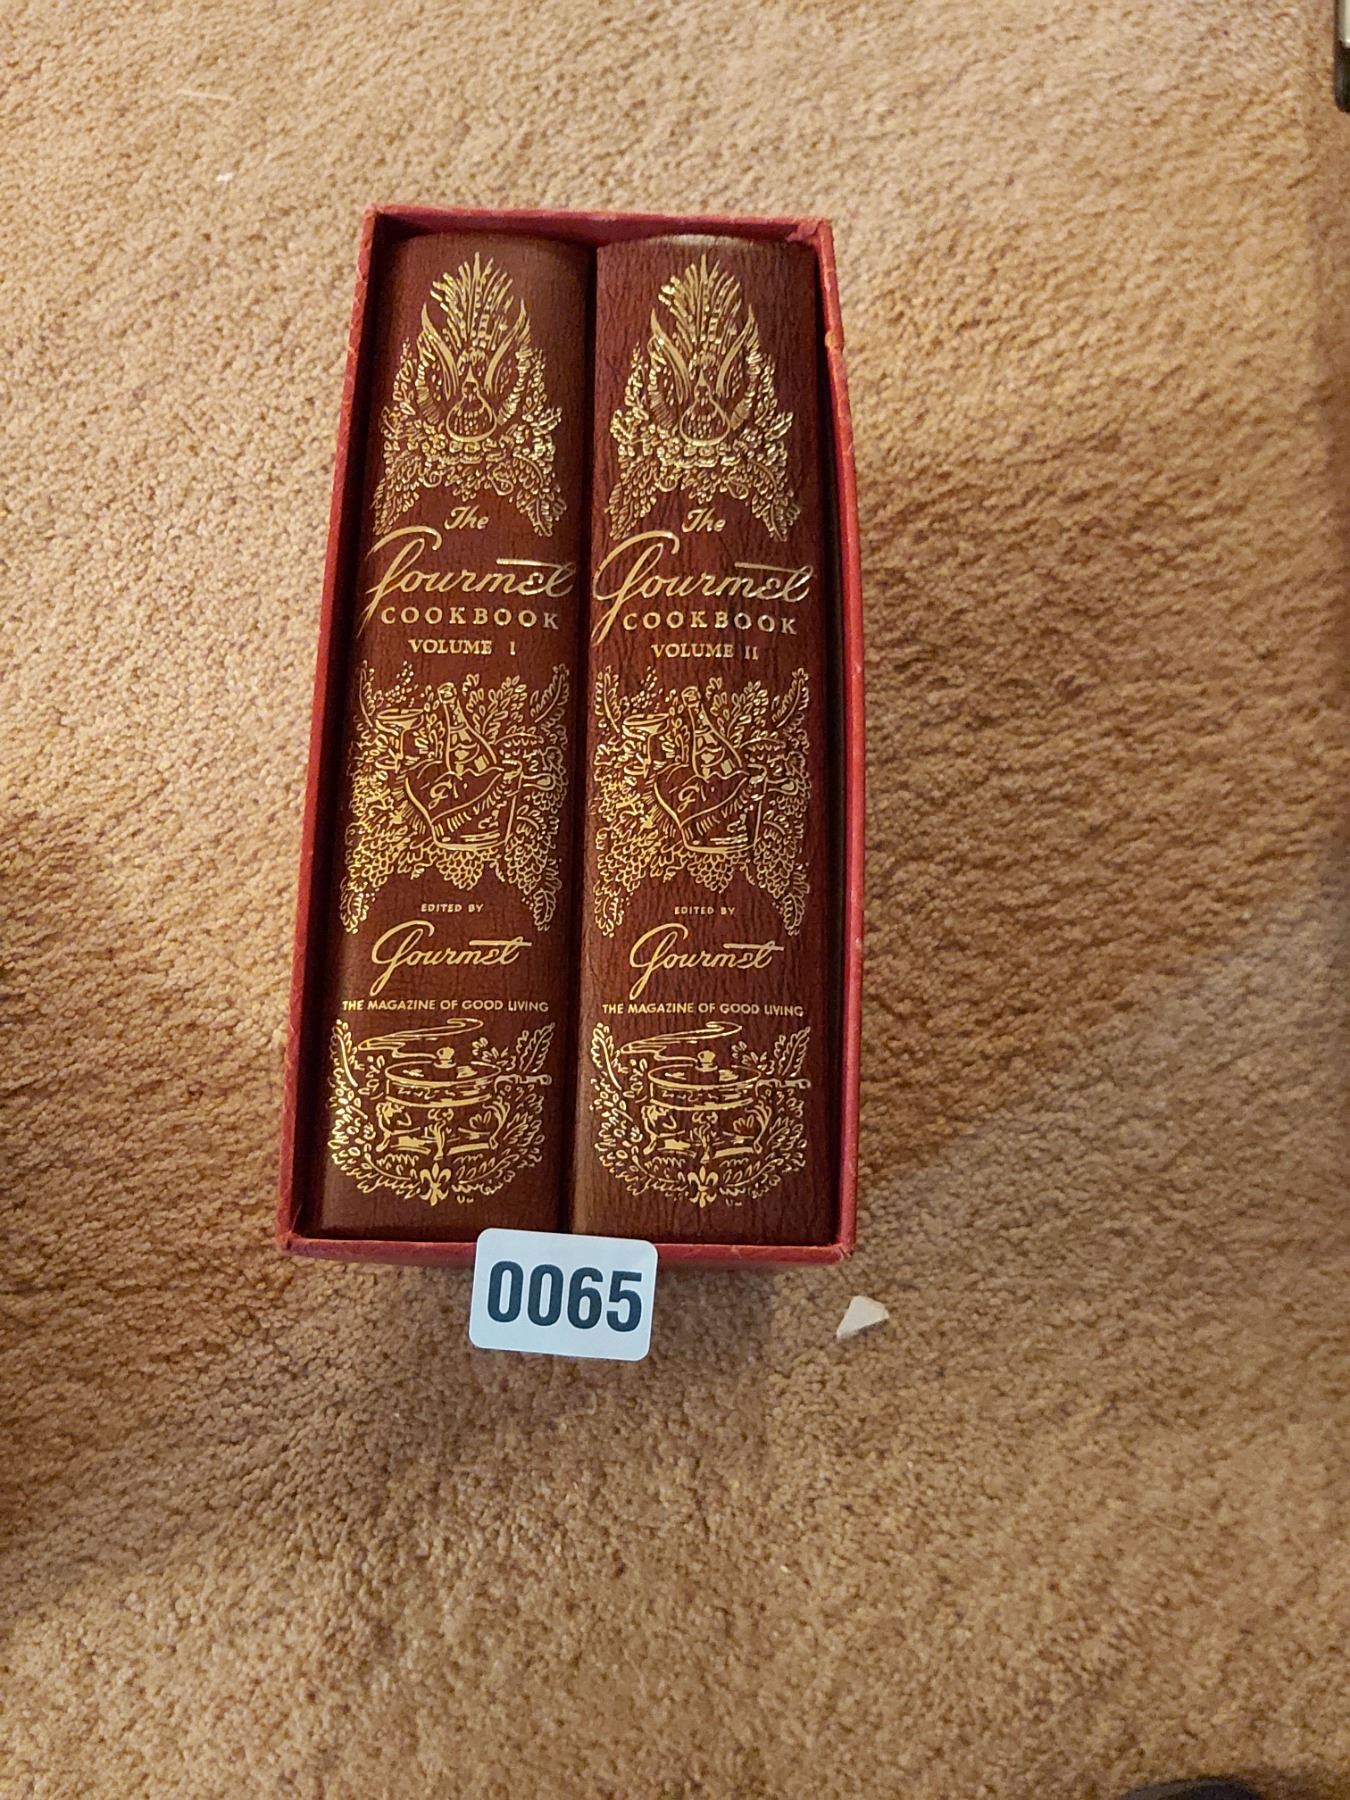 The
Gourmet
COOKBOOK
VOLUME I
EDITED BY
Gourmet
THE MAGAZINE OF GOOD LIVING
The
Gourmet
COOKBOOK
VOLUME II
G
EDITED BY
Gourmet
THE MAGAZINE OF GOOD LIVING
0065